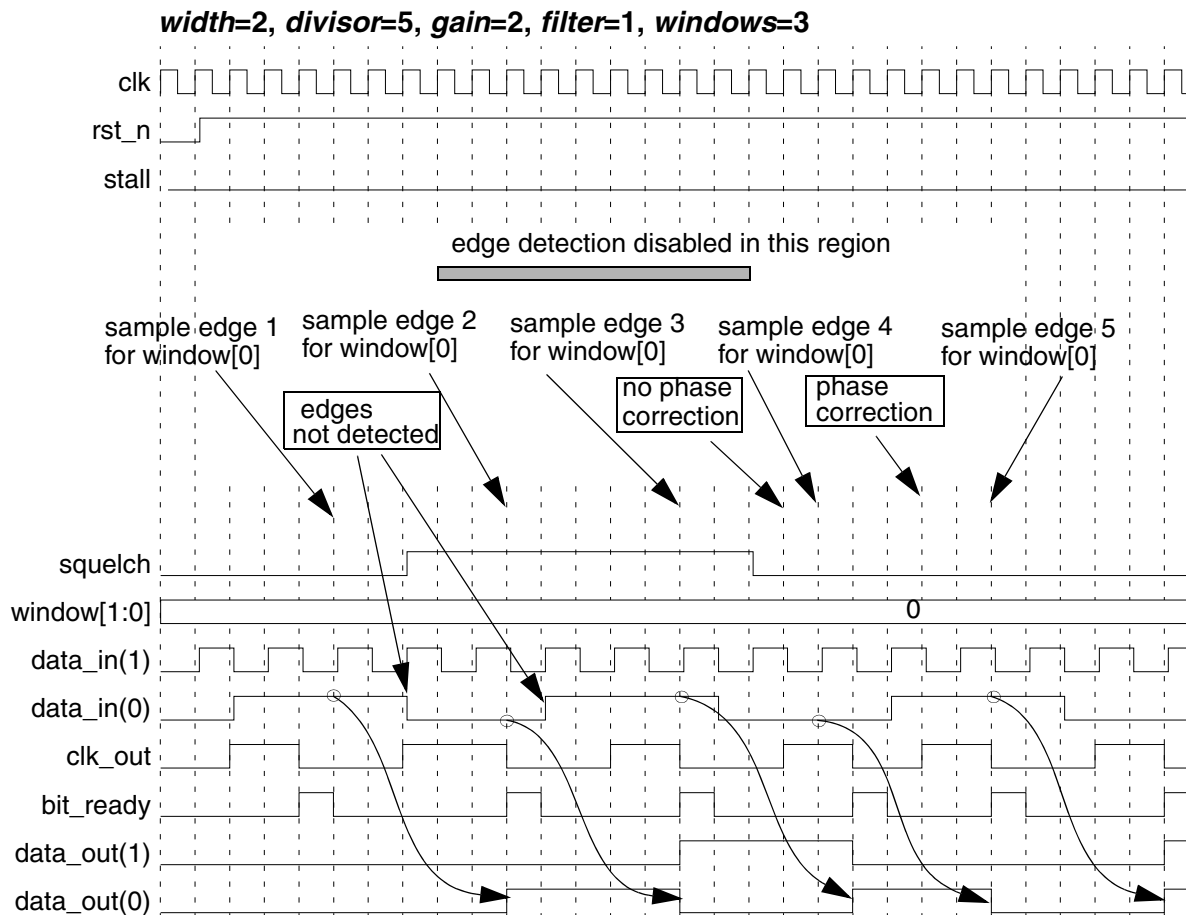 width=2, divisor=5, gain=2, filter=1, windows=3
clk
rst_n
stall
edge detection disabled in this region
sample edge 1
for window[0]
sample edge 2
for window[0]
sample edge 3
for window[0]
sample edge 4
for window[0]
sample edge 5
for window[0]
edges
not detected
no phase
correction
phase
correction
squelch
window[1:0]
0
data_in(1)
data_in(0)
clk_out
bit_ready
data_out(1)
data_out(0)